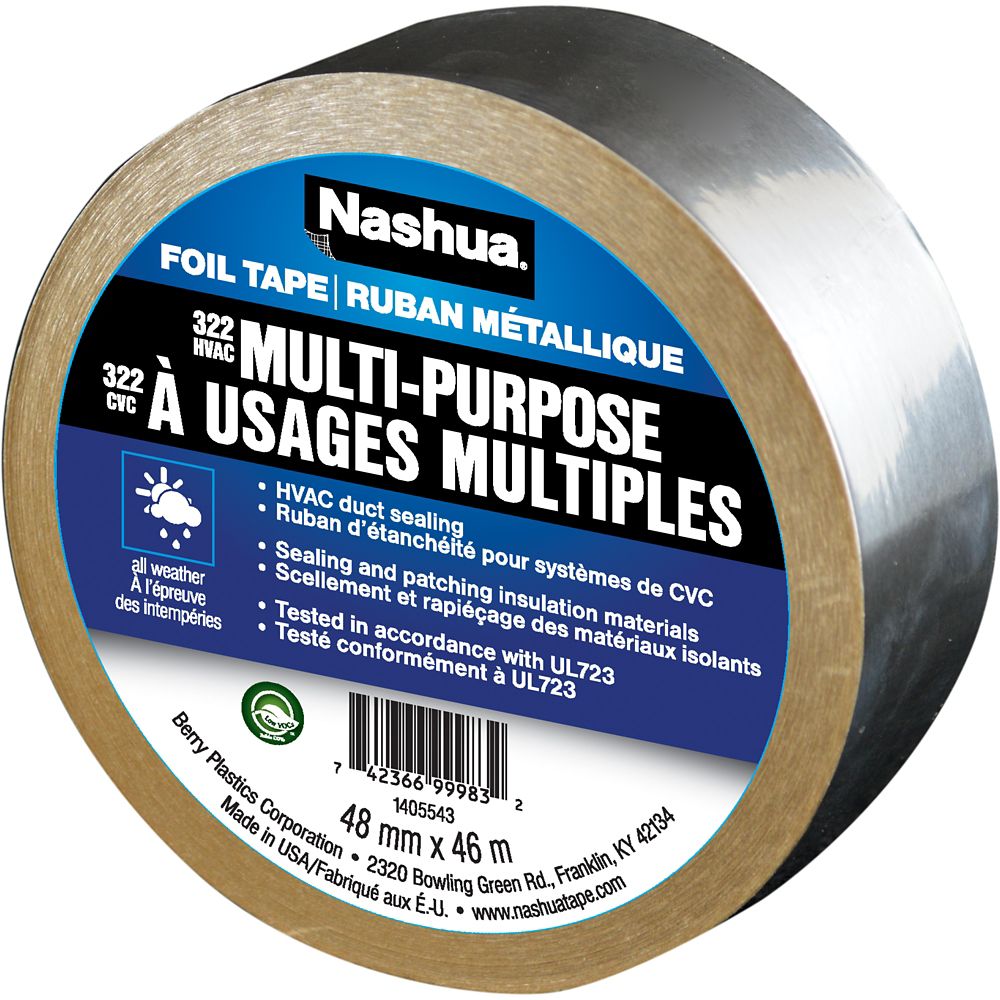 Nashua®
FOIL TAPE | RUBAN MÉTALLIQUE
322 HVAC MULTI-PURPOSE
322 CVC À USAGES MULTIPLES
• HVAC duct sealing
• Ruban d'étanchéité pour systèmes de CVC
• Sealing and patching insulation materials
• Scellement et rapiéçage des matériaux isolants
• Tested in accordance with UL723
• Testé conformément à UL723
all weather
À l'épreuve
des intempéries
Low VOCs
7 42366 99983 2
1405543
48 mm x 46 m
Berry Plastics Corporation • 2320 Bowling Green Rd., Franklin, KY 42134
Made in USA/Fabriqué aux É.-U. • www.nashuatape.com